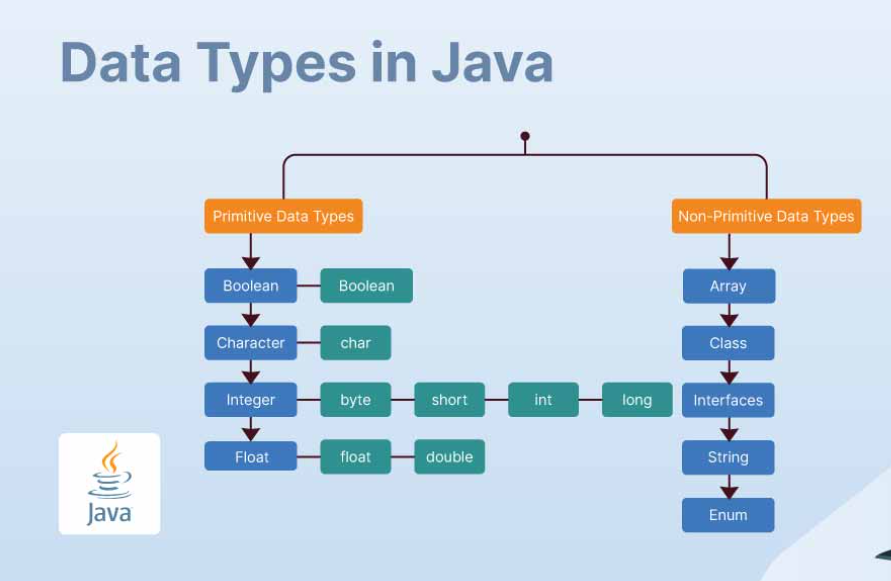 Data Types in Java
Primitive Data Types
Non-Primitive Data Types
Boolean
Boolean
Array
Character
char
Class
Integer
byte
short
int
long
Interfaces
Float
float
double
String
Java
Enum